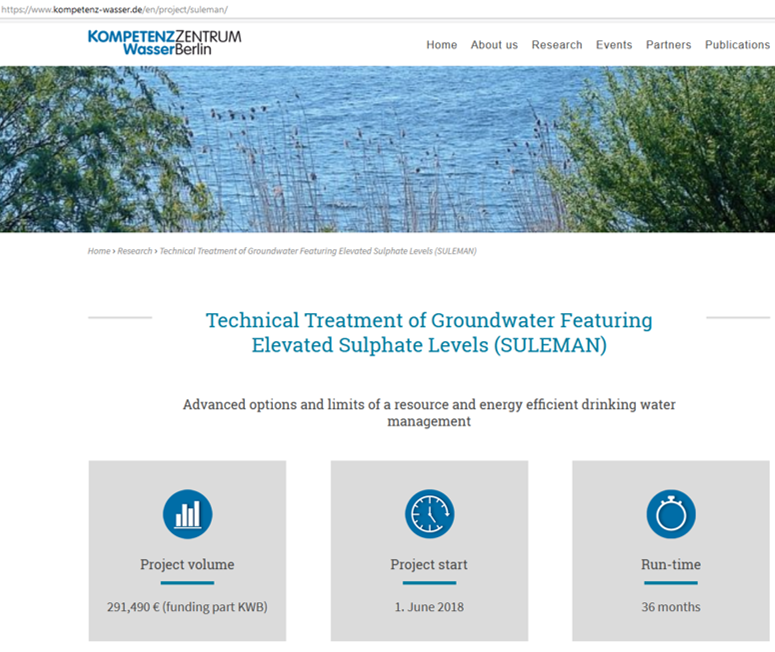 https://www.kompetenz-wasser.de/en/project/suleman/
KOMPETENZZENTRUM
WasserBerlin
Home About us Research Events Partners Publications
Home › Research › Technical Treatment of Groundwater Featuring Elevated Sulphate Levels (SULEMAN)
Technical Treatment of Groundwater Featuring
Elevated Sulphate Levels (SULEMAN)
Advanced options and limits of a resource and energy efficient drinking water
management
Project volume
291,490 € (funding part KWB)
Project start
1. June 2018
Run-time
36 months